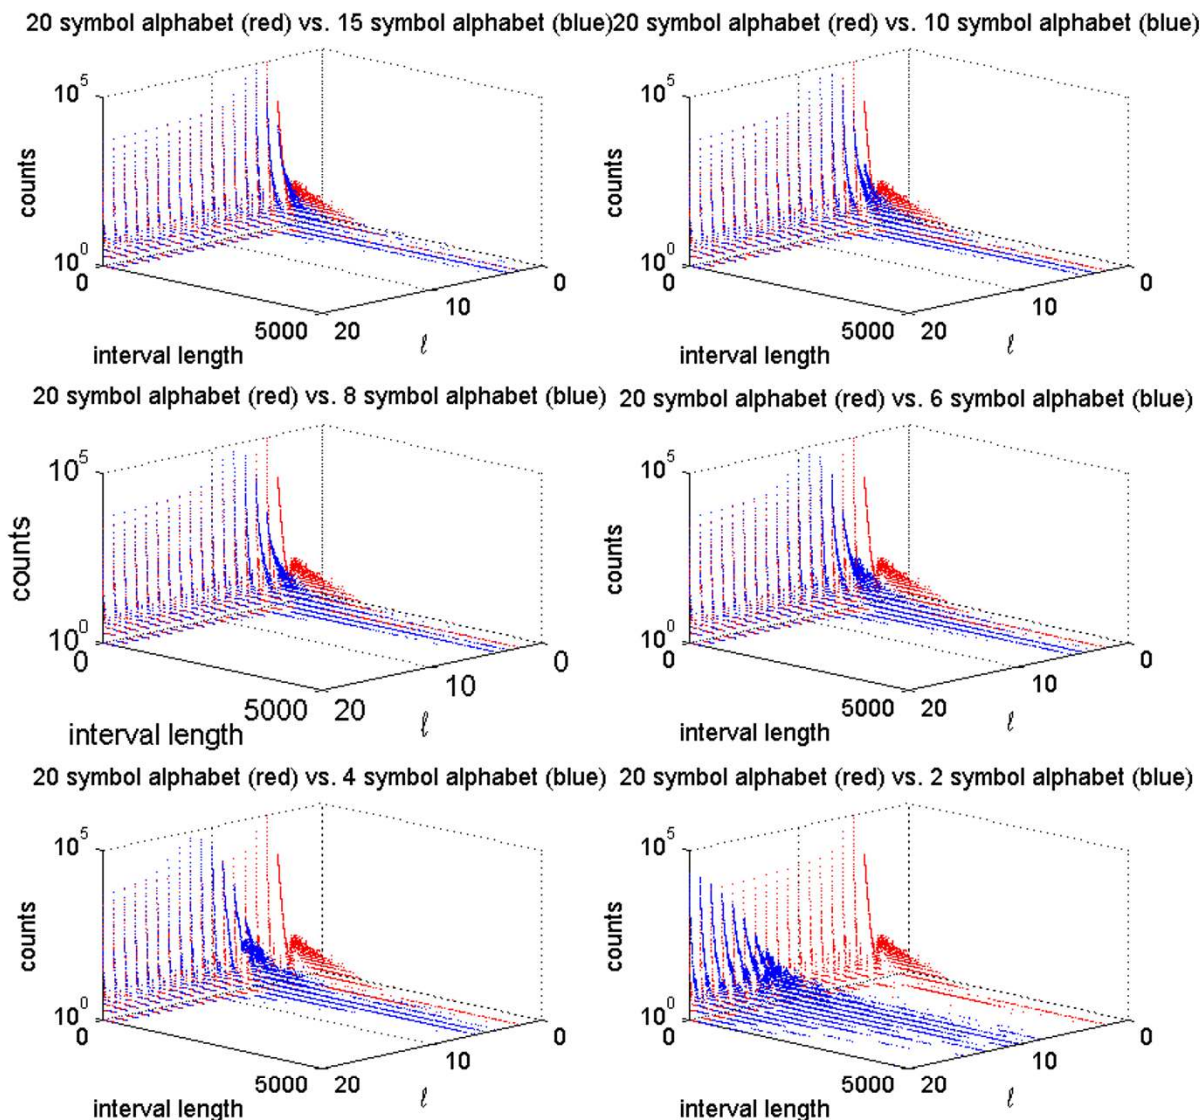 20 symbol alphabet (red) vs. 15 symbol alphabet (blue)
10^5
counts
10^0
0
5000
interval length
20
10
0
ℓ
20 symbol alphabet (red) vs. 10 symbol alphabet (blue)
10^5
counts
10^0
0
5000
interval length
20
10
0
ℓ
20 symbol alphabet (red) vs. 8 symbol alphabet (blue)
10^5
counts
10^0
0
5000
interval length
20
10
0
ℓ
20 symbol alphabet (red) vs. 6 symbol alphabet (blue)
10^5
counts
10^0
0
5000
interval length
20
10
0
ℓ
20 symbol alphabet (red) vs. 4 symbol alphabet (blue)
10^5
counts
10^0
0
5000
interval length
20
10
0
ℓ
20 symbol alphabet (red) vs. 2 symbol alphabet (blue)
10^5
counts
10^0
0
5000
interval length
20
10
0
ℓ